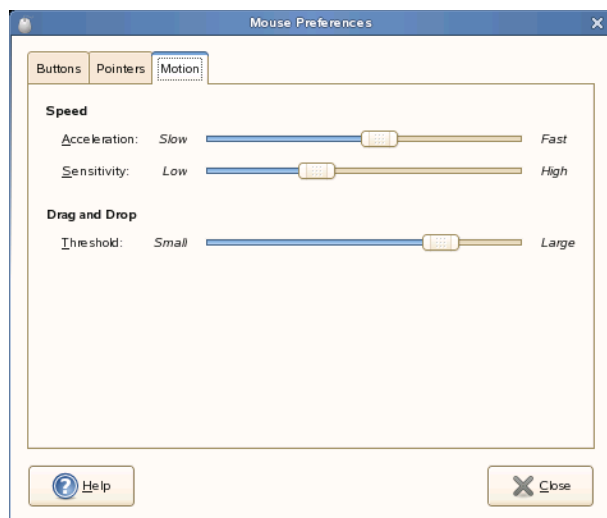 Mouse Preferences
Buttons Pointers Motion
Speed
Acceleration: Slow Fast
Sensitivity: Low High
Drag and Drop
Threshold: Small Large
Help Close